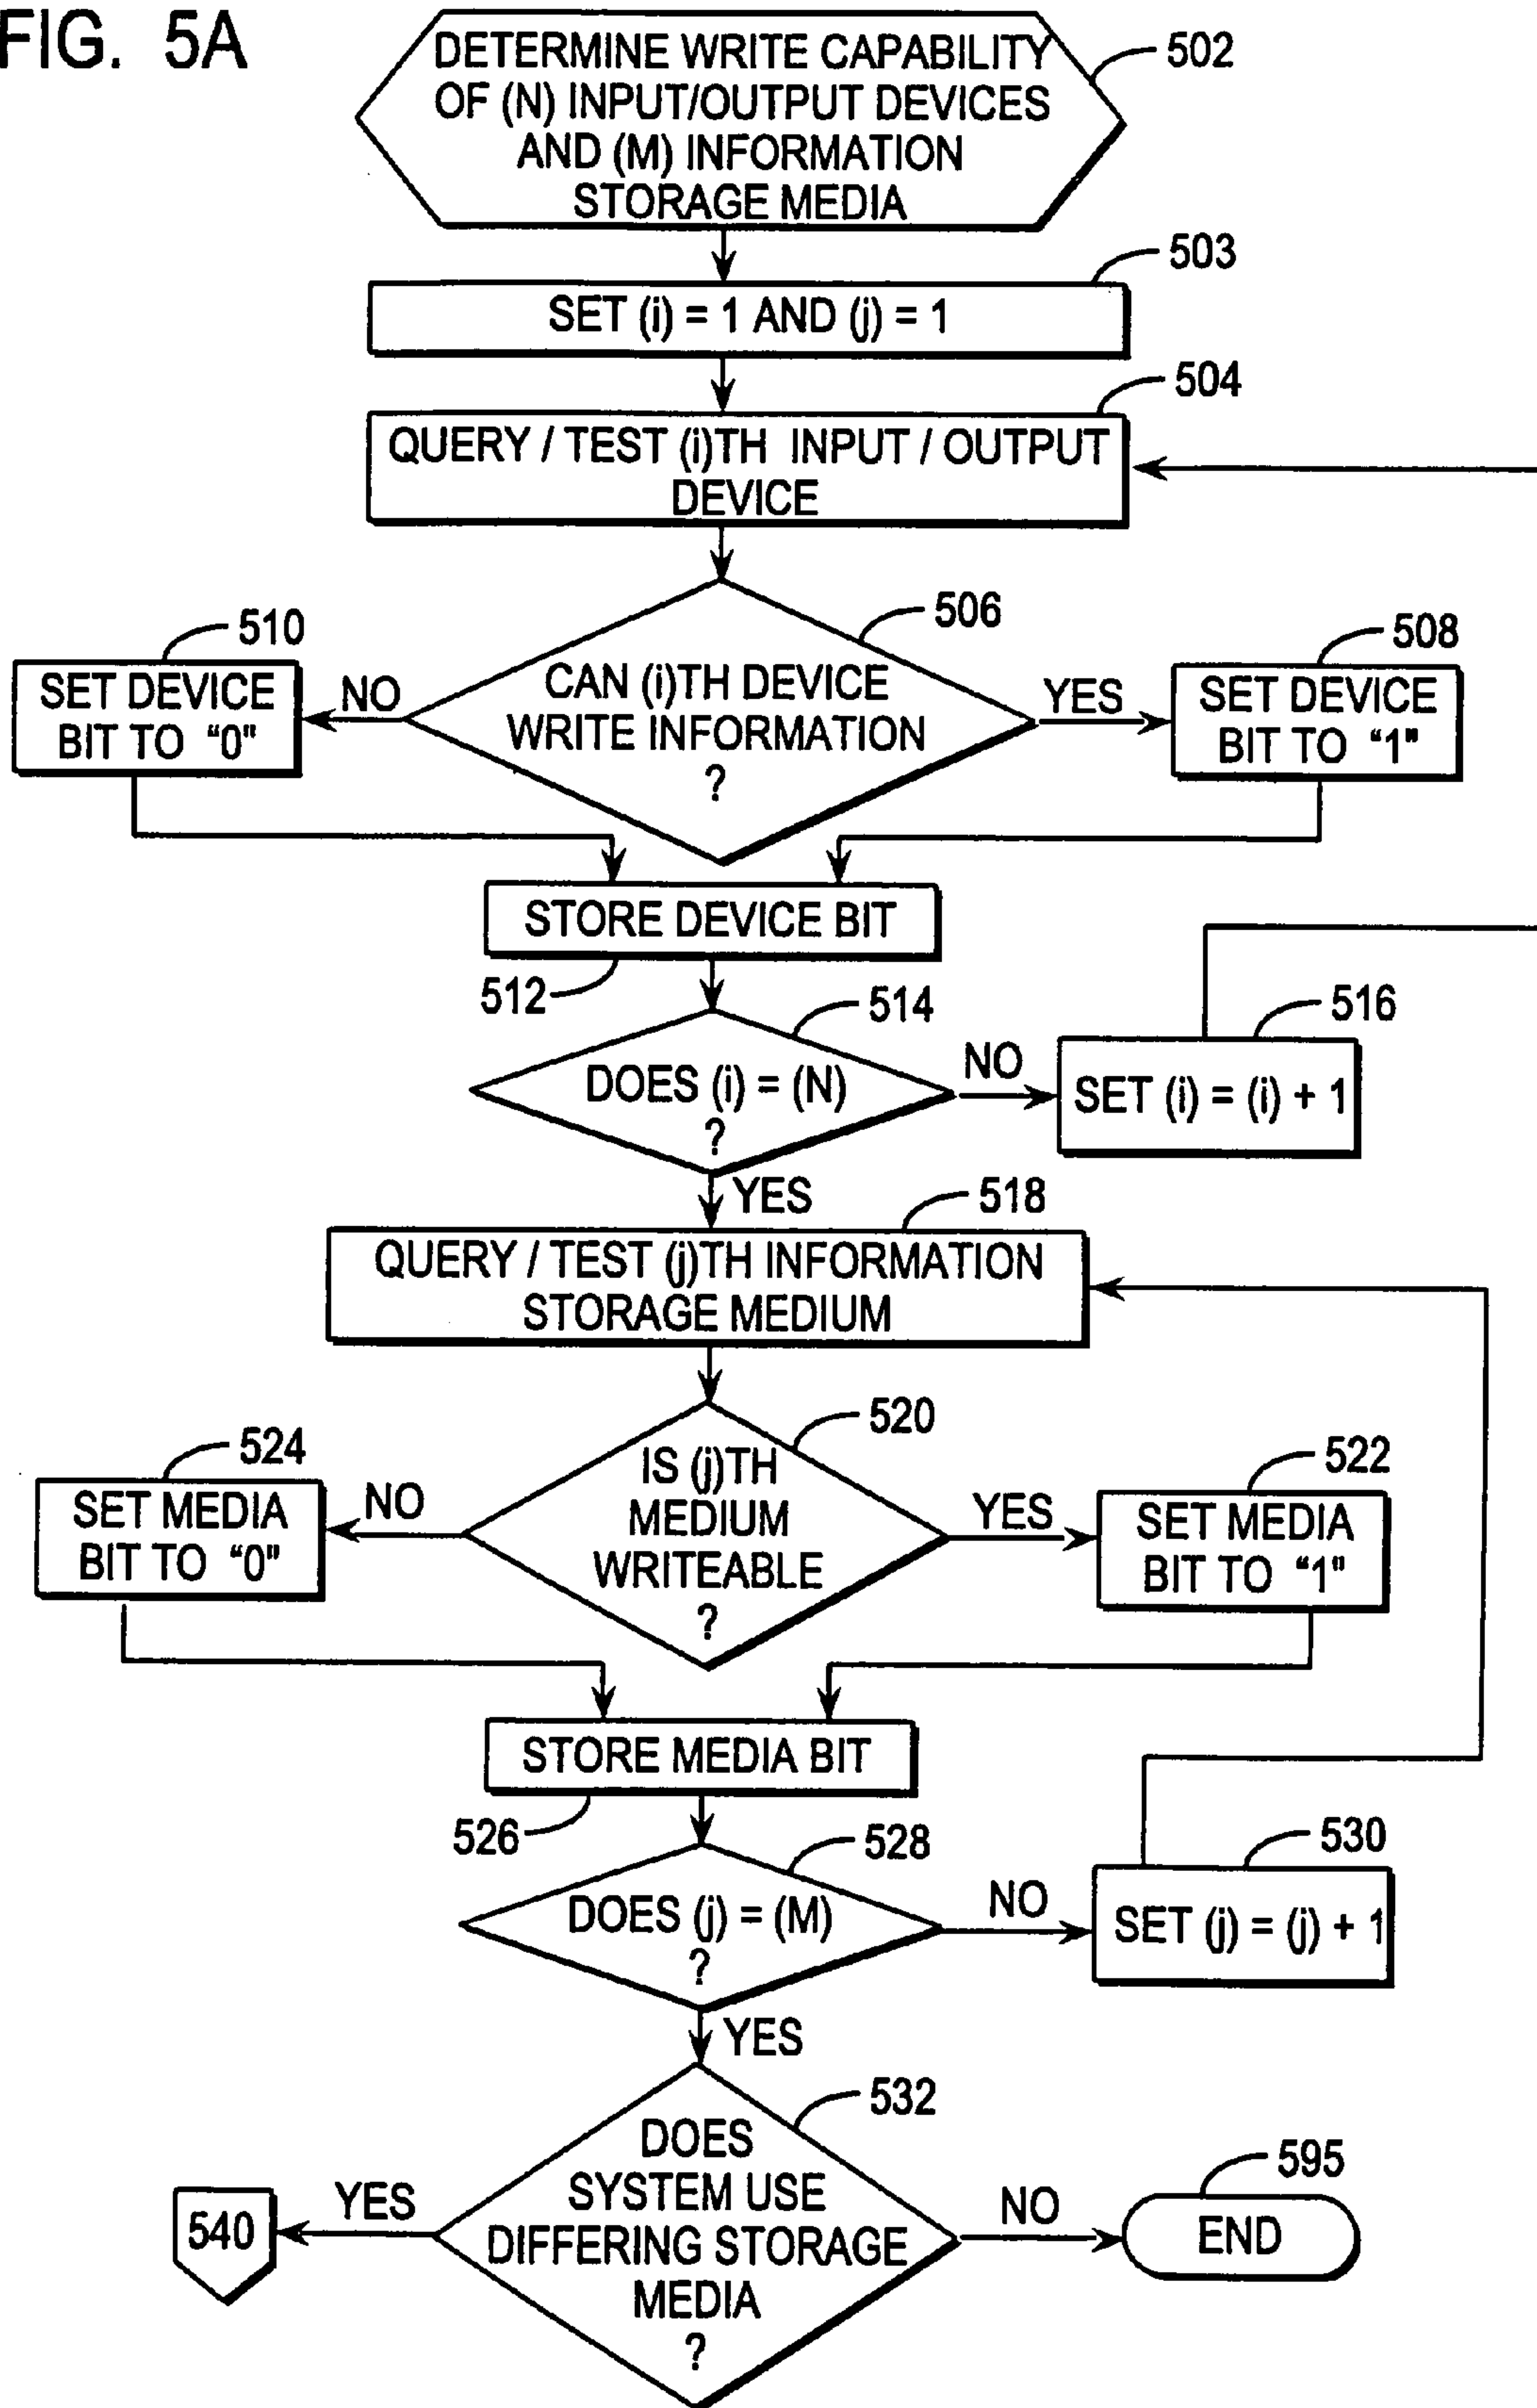 FIG. 5A
DETERMINE WRITE CAPABILITY
OF (N) INPUT/OUTPUT DEVICES
AND (M) INFORMATION
STORAGE MEDIA
502
503
SET (i) = 1 AND (j) = 1
504
QUERY / TEST (i)TH INPUT / OUTPUT
DEVICE
506
CAN (i)TH DEVICE
WRITE INFORMATION
?
NO
510
SET DEVICE
BIT TO "0"
YES
508
SET DEVICE
BIT TO "1"
STORE DEVICE BIT
512
514
DOES (i) = (N)
?
NO
516
SET (i) = (i) + 1
YES
518
QUERY / TEST (j)TH INFORMATION
STORAGE MEDIUM
520
IS (j)TH
MEDIUM
WRITEABLE
?
NO
524
SET MEDIA
BIT TO "0"
YES
522
SET MEDIA
BIT TO "1"
STORE MEDIA BIT
526
528
DOES (j) = (M)
?
NO
530
SET (j) = (j) + 1
YES
532
DOES
SYSTEM USE
DIFFERING STORAGE
MEDIA
?
YES
540
NO
595
END